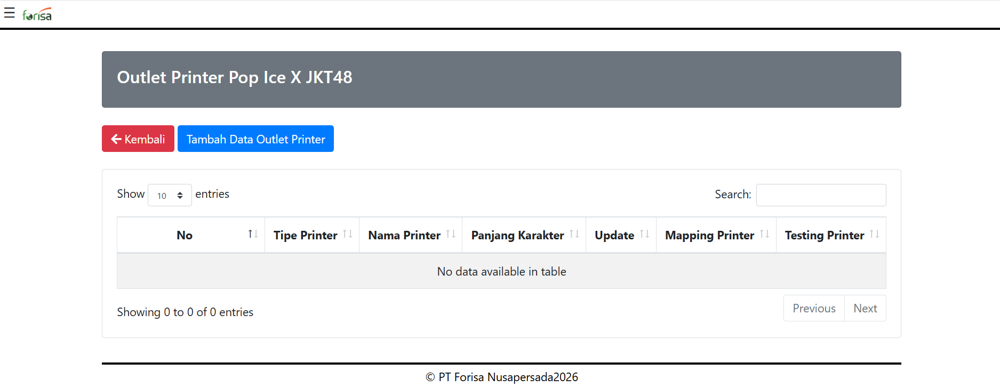 ☰ forisa
Outlet Printer Pop Ice X JKT48
Kembali Tambah Data Outlet Printer
Show 10 entries Search:
No Tipe Printer Nama Printer Panjang Karakter Update Mapping Printer Testing Printer
No data available in table
Showing 0 to 0 of 0 entries Previous Next
© PT Forisa Nusapersada2026